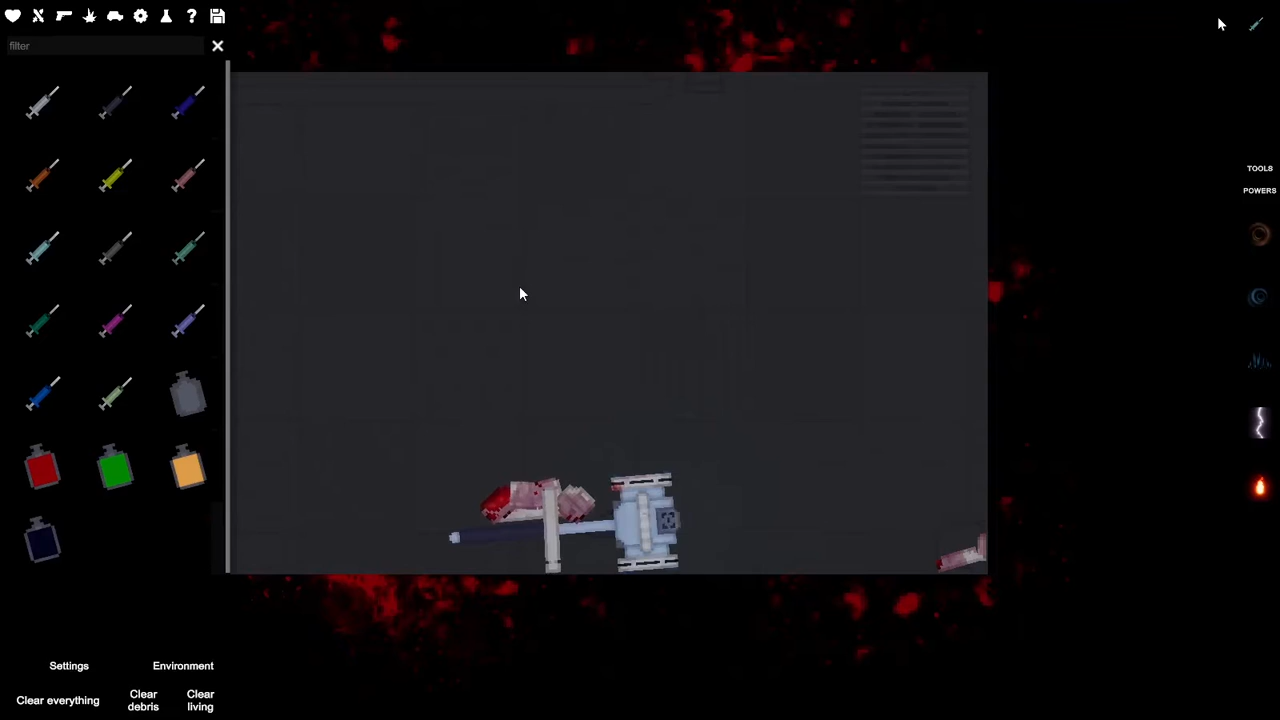 filter
TOOLS
POWERS
Settings
Environment
Clear everything
Clear debris
Clear living